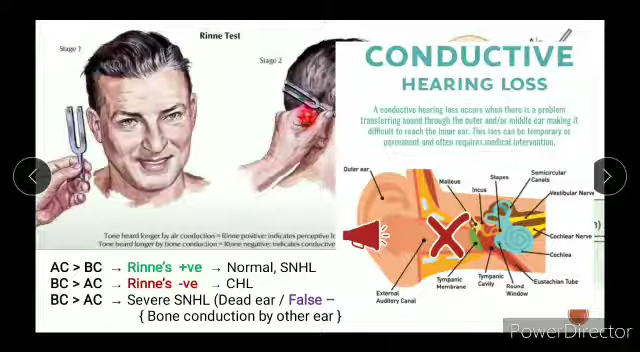 Rinne Test
Stage 1
Stage 2
Tone heard longer by air conduction = Rinne positive: indicates perceptive
Tone heard longer by bone conduction = Rinne negative: indicates conductive
AC > BC → Rinne's +ve → Normal, SNHL
BC > AC → Rinne's -ve → CHL
BC > AC → Severe SNHL (Dead ear / False –
{ Bone conduction by other ear }
CONDUCTIVE
HEARING LOSS
A conductive hearing loss occurs when there is a problem
transferring sound through the outer and/or middle ear making it
difficult to reach the inner ear. This loss can be temporary or
permanent and often requires medical intervention.
Outer ear
Malleus
Incus
Stapes
Semicircular
Canals
Vestibular Nerve
Cochlear Nerve
Cochlea
Eustachian Tube
Round
Window
Tympanic
Cavity
Tympanic
Membrane
External
Auditory Canal
PowerDirector